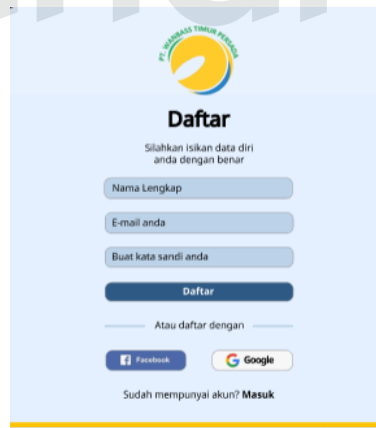 PT. WANBASS TIMUR PERSADA
Daftar
Silahkan isikan data diri
anda dengan benar
Nama Lengkap
E-mail anda
Buat kata sandi anda
Daftar
Atau daftar dengan
Facebook
Google
Sudah mempunyai akun? Masuk